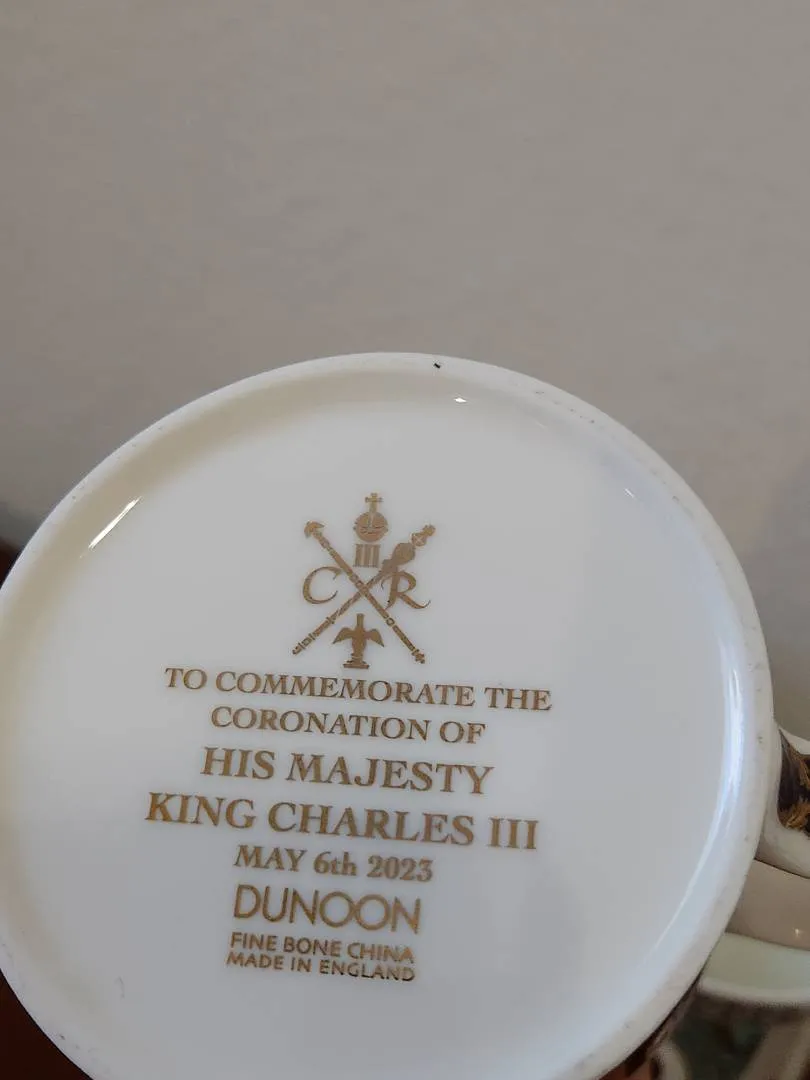 III
C R
TO COMMEMORATE THE
CORONATION OF
HIS MAJESTY
KING CHARLES III
MAY 6th 2023
DUNOON
FINE BONE CHINA
MADE IN ENGLAND